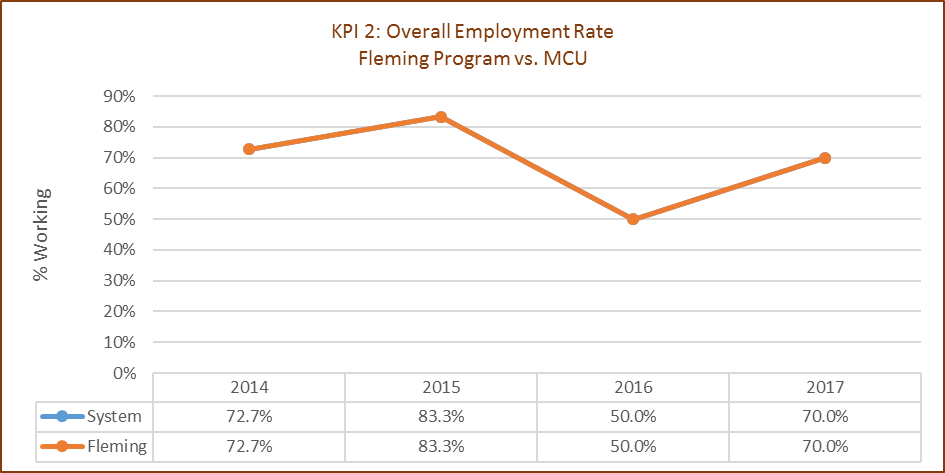 KPI 2: Overall Employment Rate
Fleming Program vs. MCU
% Working
90%
80%
70%
60%
50%
40%
30%
20%
10%
0%
2014 2015 2016 2017
System 72.7% 83.3% 50.0% 70.0%
Fleming 72.7% 83.3% 50.0% 70.0%